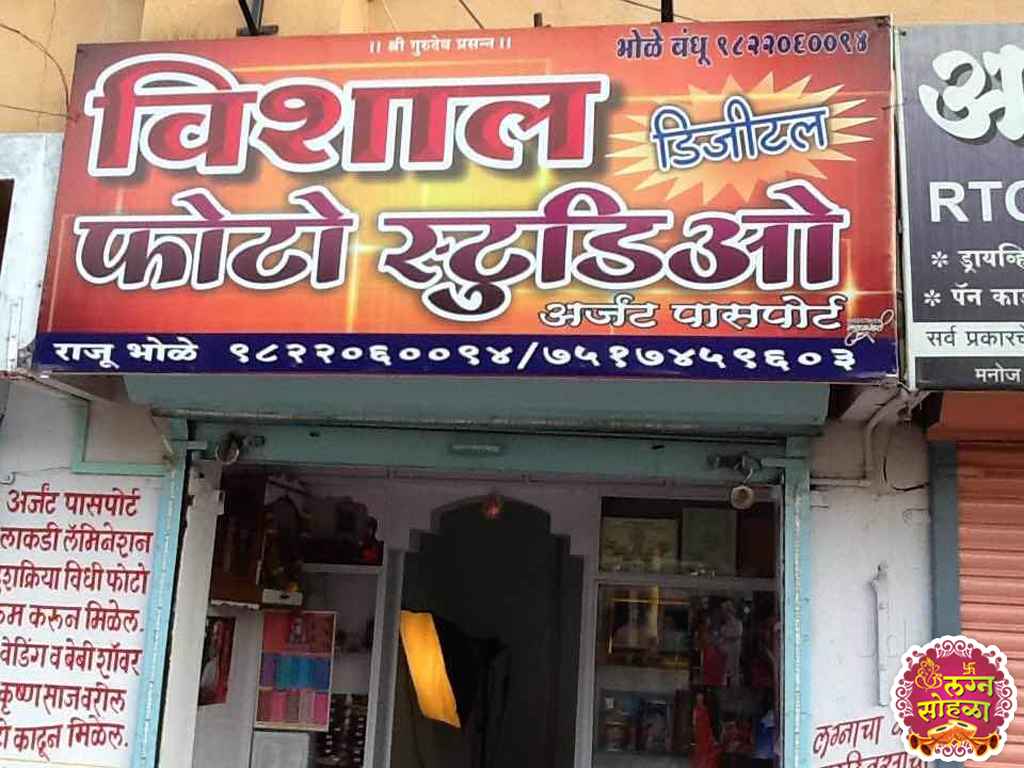 ।। श्री गुरुदेव प्रसन्न ।।
भोळे बंधू ९८२२०६००९४
विशाल
डिजीटल
फोटो स्टुडिओ
अर्जंट पासपोर्ट
राजू भोळे ९८२२०६००९४/७५१७४५९६०३
RTO
* ड्रायव्हि
* पॅन का
सर्व प्रकारचे
मनोज
अर्जंट पासपोर्ट
लाकडी लॅमिनेशन
दशक्रिया विधी फोटो
करून मिळेल.
वेडिंग व बेबी शॉवर
कृष्ण साजवरील
काढून मिळेल.
लग्नाचा
लग्न
सोहळा